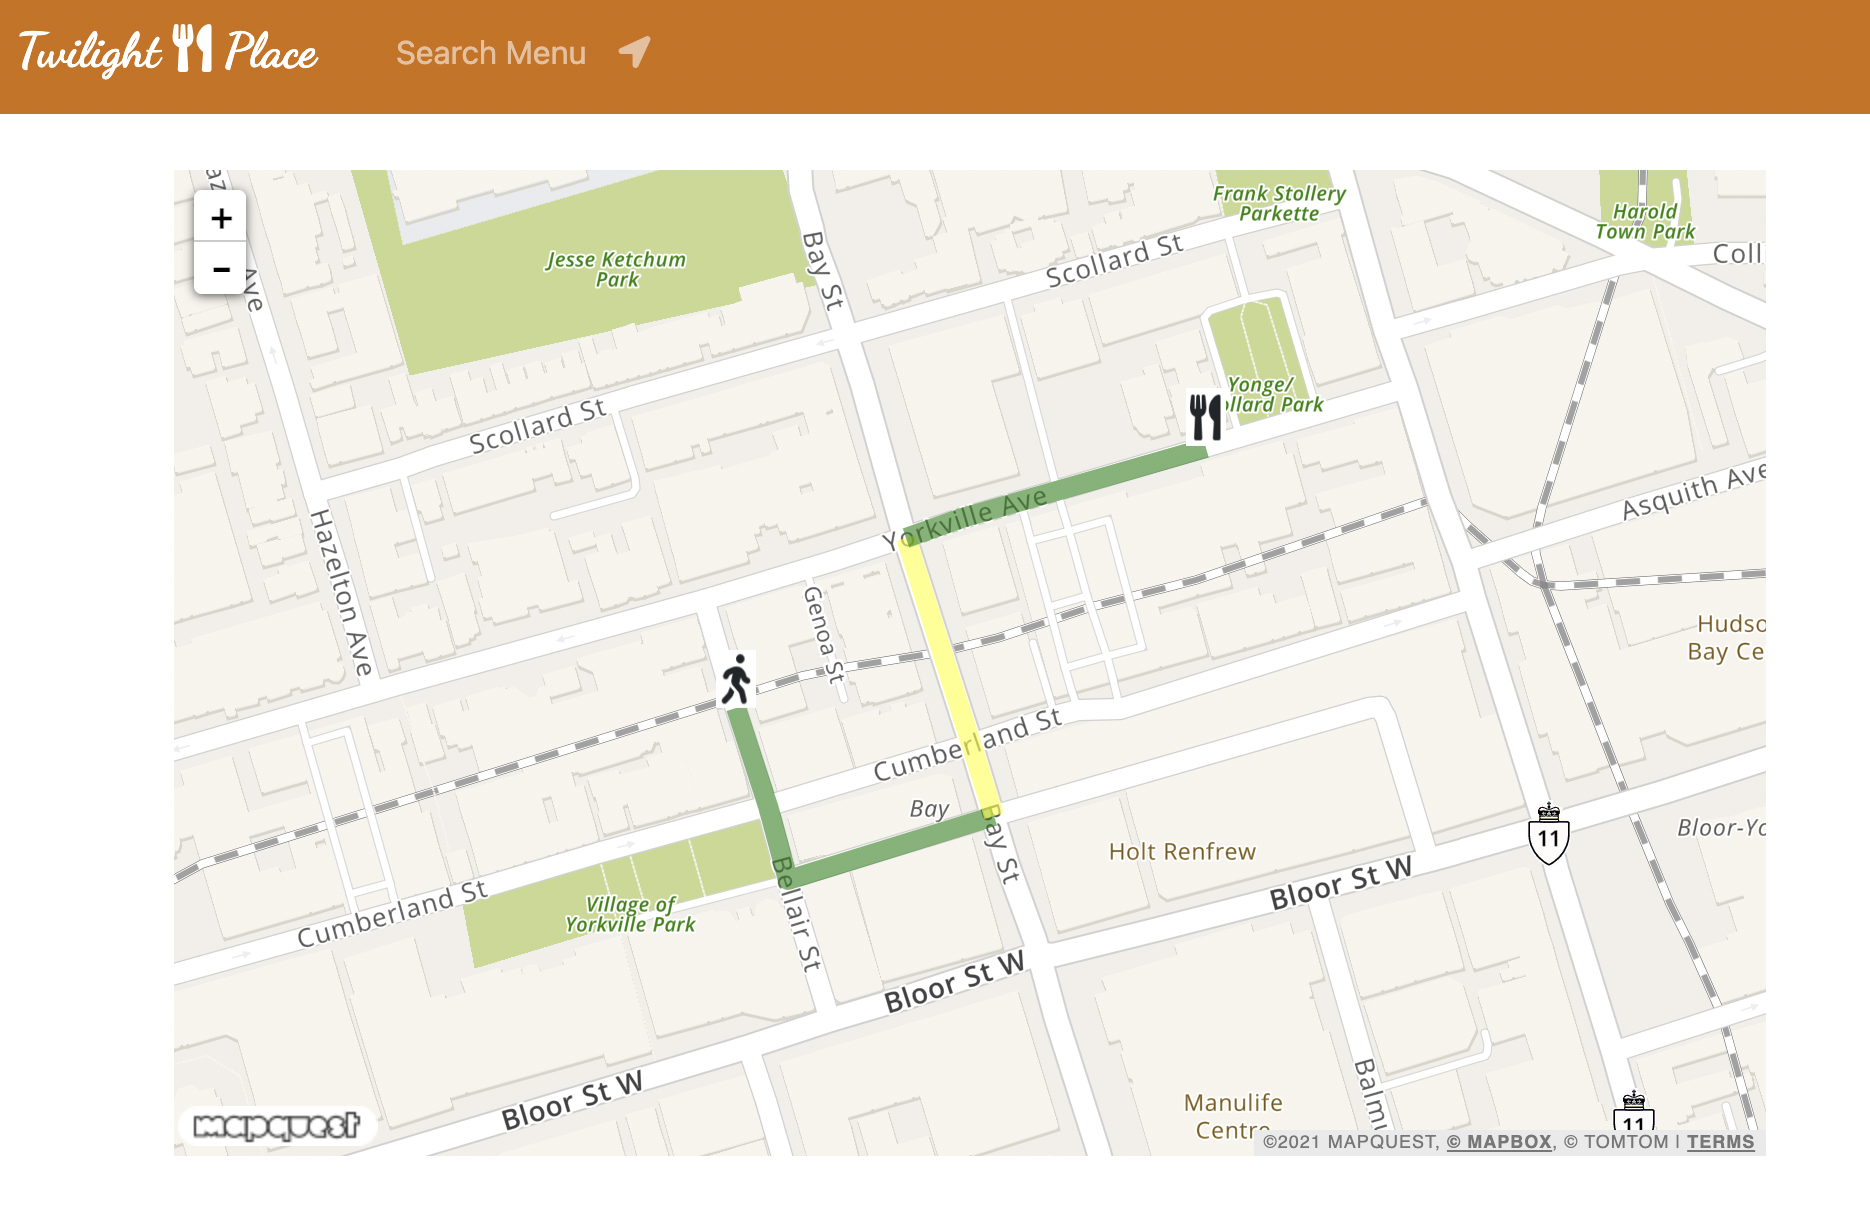 Twilight Place
Search Menu
+
-
Ave
Jesse Ketchum
Park
Bay St
Scollard St
Frank Stollery
Parkette
Harold
Town Park
Coll
Scollard St
Yonge/
ollard Park
Asquith Ave
Hazelton Ave
Yorkville Ave
Genoa St
Hudso
Bay Ce
Cumberland St
Bay
Bay St
Holt Renfrew
11
Bloor-Yo
Bloor St W
Bellair St
Village of
Yorkville Park
Cumberland St
Bloor St W
Bloor St W
Balmu
Manulife
Centre
11
mapquest
©2021 MAPQUEST, © MAPBOX, © TOMTOM | TERMS